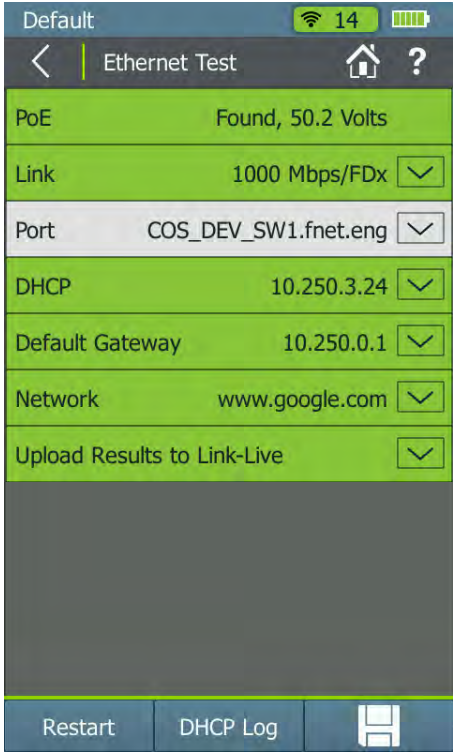 Default 14
Ethernet Test ?
PoE Found, 50.2 Volts
Link 1000 Mbps/FDx
Port COS_DEV_SW1.fnet.eng
DHCP 10.250.3.24
Default Gateway 10.250.0.1
Network www.google.com
Upload Results to Link-Live
Restart DHCP Log